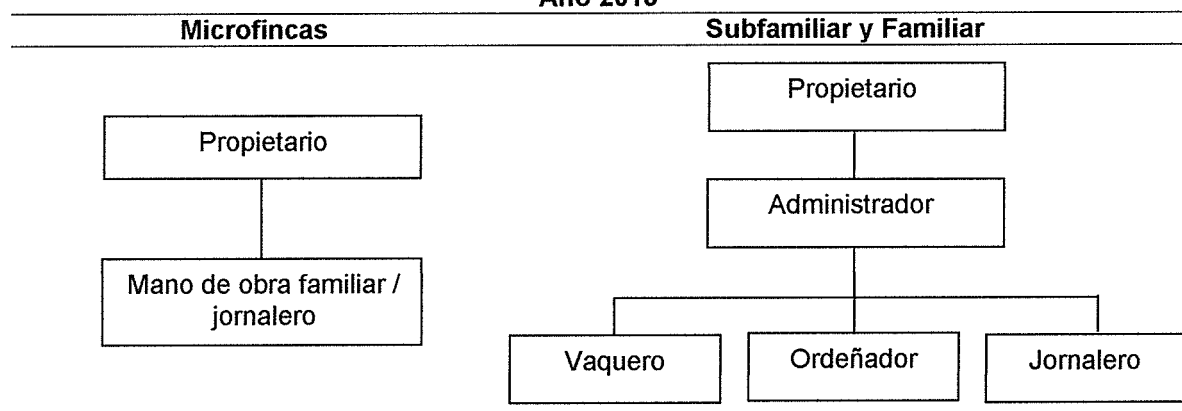 Microfincas
Subfamiliar y Familiar
Propietario
Mano de obra familiar /
jornalero
Propietario
Administrador
Vaquero
Ordeñador
Jornalero